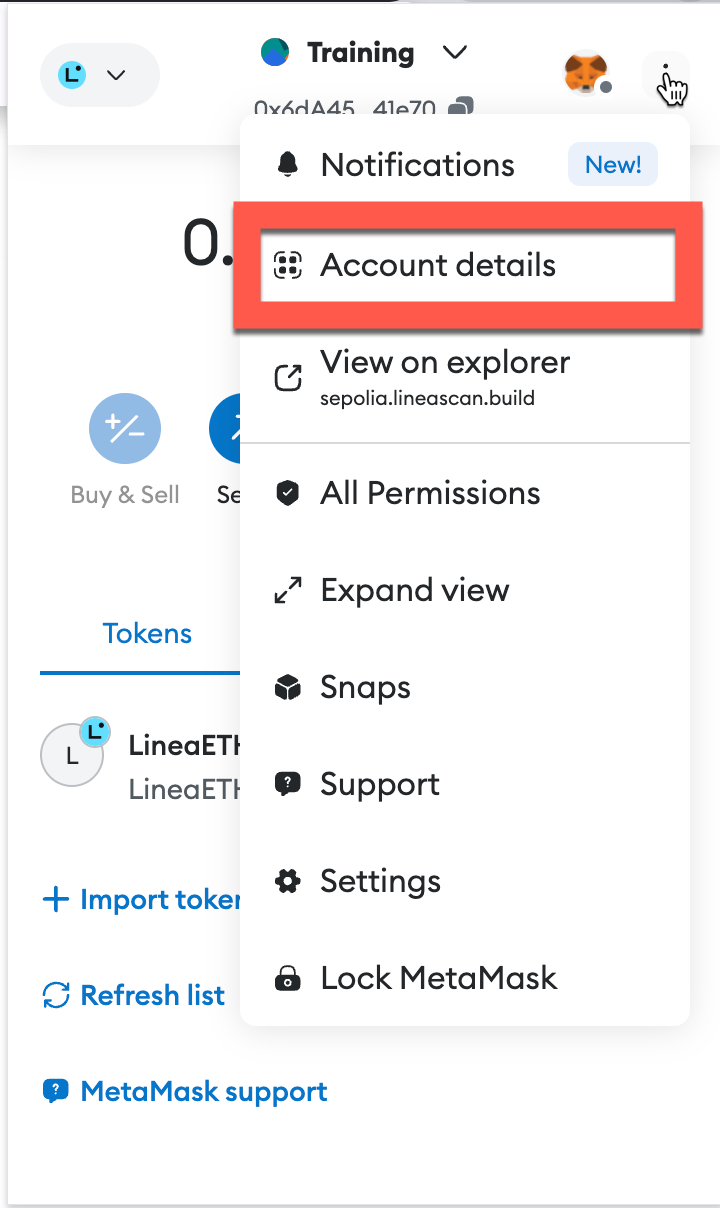 L
Training
0x6dA45 41e70
Notifications
New!
0.
Account details
View on explorer
sepolia.lineascan.build
Buy & Sell
Se
All Permissions
Expand view
Tokens
Snaps
L
L
LineaETH
LineaETH
Support
Import token
Settings
Refresh list
Lock MetaMask
MetaMask support